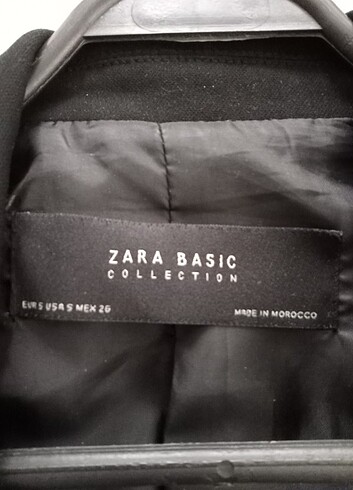 ZARA BASIC
COLLECTION
EUR S USA S MEX 26
MADE IN MOROCCO